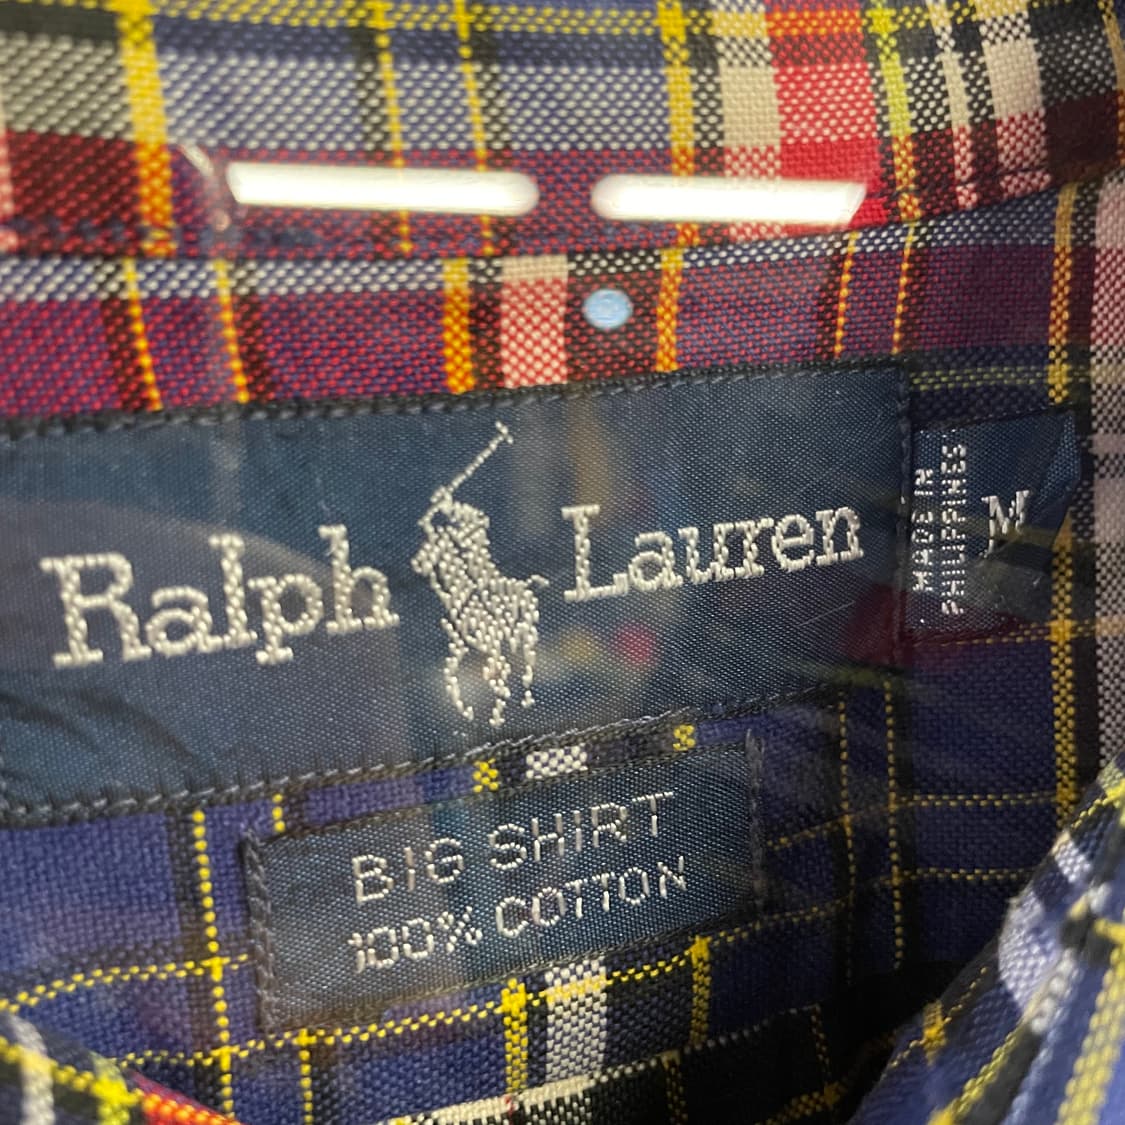 Ralph Lauren
MADE IN
PHILIPPINES
M
BIG SHIRT
100% COTTON